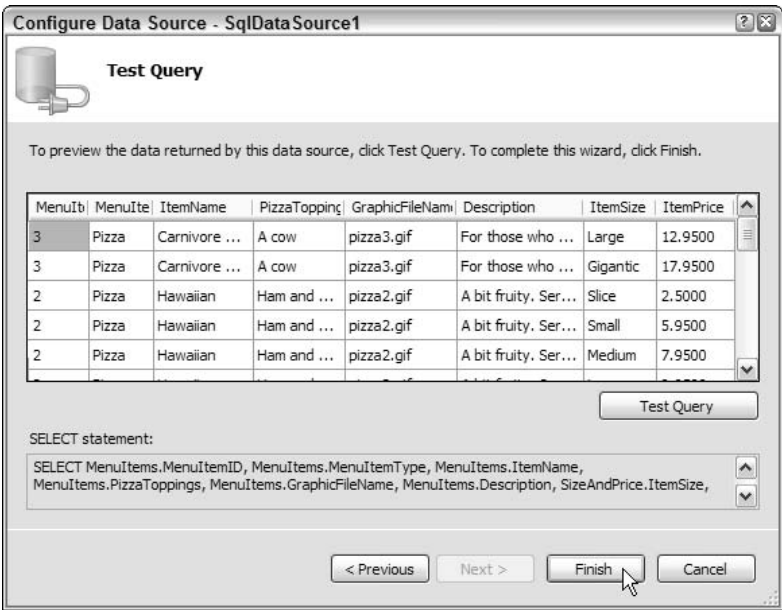 Configure Data Source - SqlDataSource1
Test Query
To preview the data returned by this data source, click Test Query. To complete this wizard, click Finish.
MenuIt MenuIte ItemName PizzaTopping GraphicFileNam Description ItemSize ItemPrice
3 Pizza Carnivore ... A cow pizza3.gif For those who ... Large 12.9500
3 Pizza Carnivore ... A cow pizza3.gif For those who ... Gigantic 17.9500
2 Pizza Hawaiian Ham and ... pizza2.gif A bit fruity. Ser... Slice 2.5000
2 Pizza Hawaiian Ham and ... pizza2.gif A bit fruity. Ser... Small 5.9500
2 Pizza Hawaiian Ham and ... pizza2.gif A bit fruity. Ser... Medium 7.9500
Test Query
SELECT statement:
SELECT MenuItems.MenuItemID, MenuItems.MenuItemType, MenuItems.ItemName,
MenuItems.PizzaToppings, MenuItems.GraphicFileName, MenuItems.Description, SizeAndPrice.ItemSize,
< Previous Next > Finish Cancel